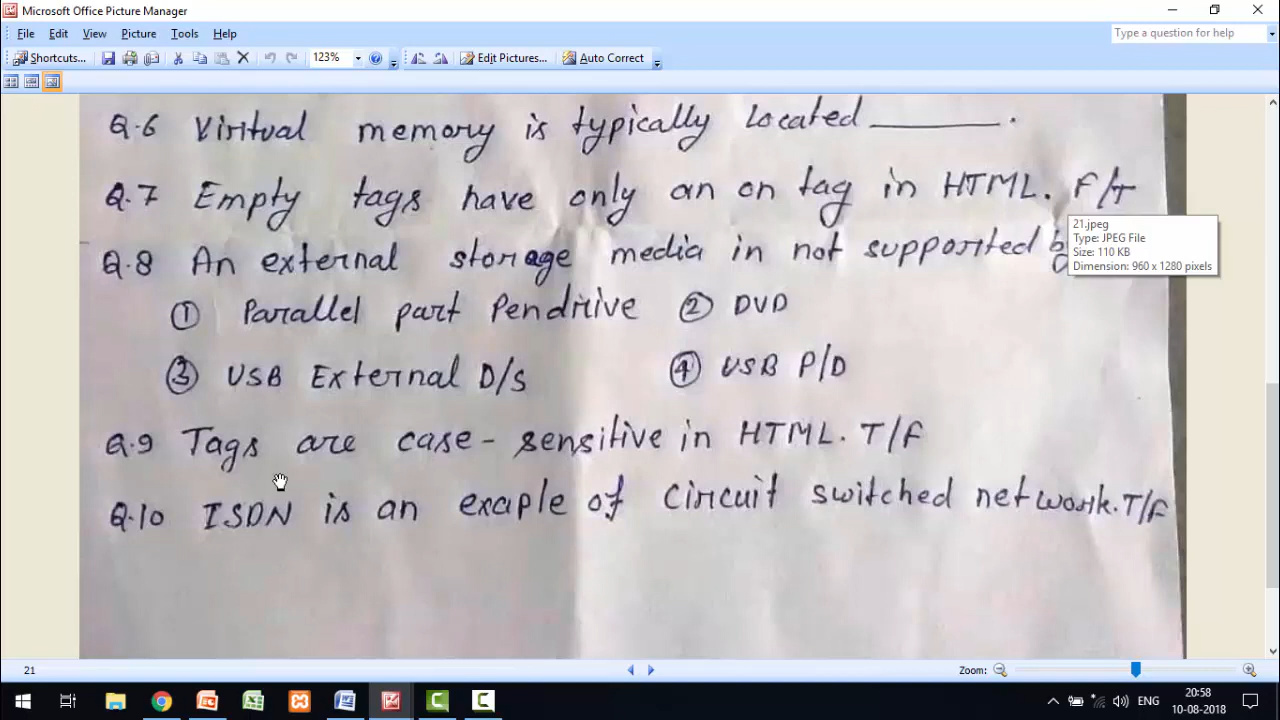 Microsoft Office Picture Manager
File Edit View Picture Tools Help
Type a question for help
Shortcuts... 123% Edit Pictures... Auto Correct
Q.6 Viritual memory is typically located ______.
Q.7 Empty tags have only an on tag in HTML. F/T
21.jpeg
Type: JPEG File
Size: 110 KB
Dimension: 960 x 1280 pixels
Q.8 An external storage media in not supported
① Parallel part Pendrive ② DVD
③ USB External D/S ④ USB P/D
Q.9 Tags are case-sensitive in HTML. T/F
Q.10 ISDN is an exaple of Circuit switched network. T/F
21 Zoom:
ENG 20:58
10-08-2018